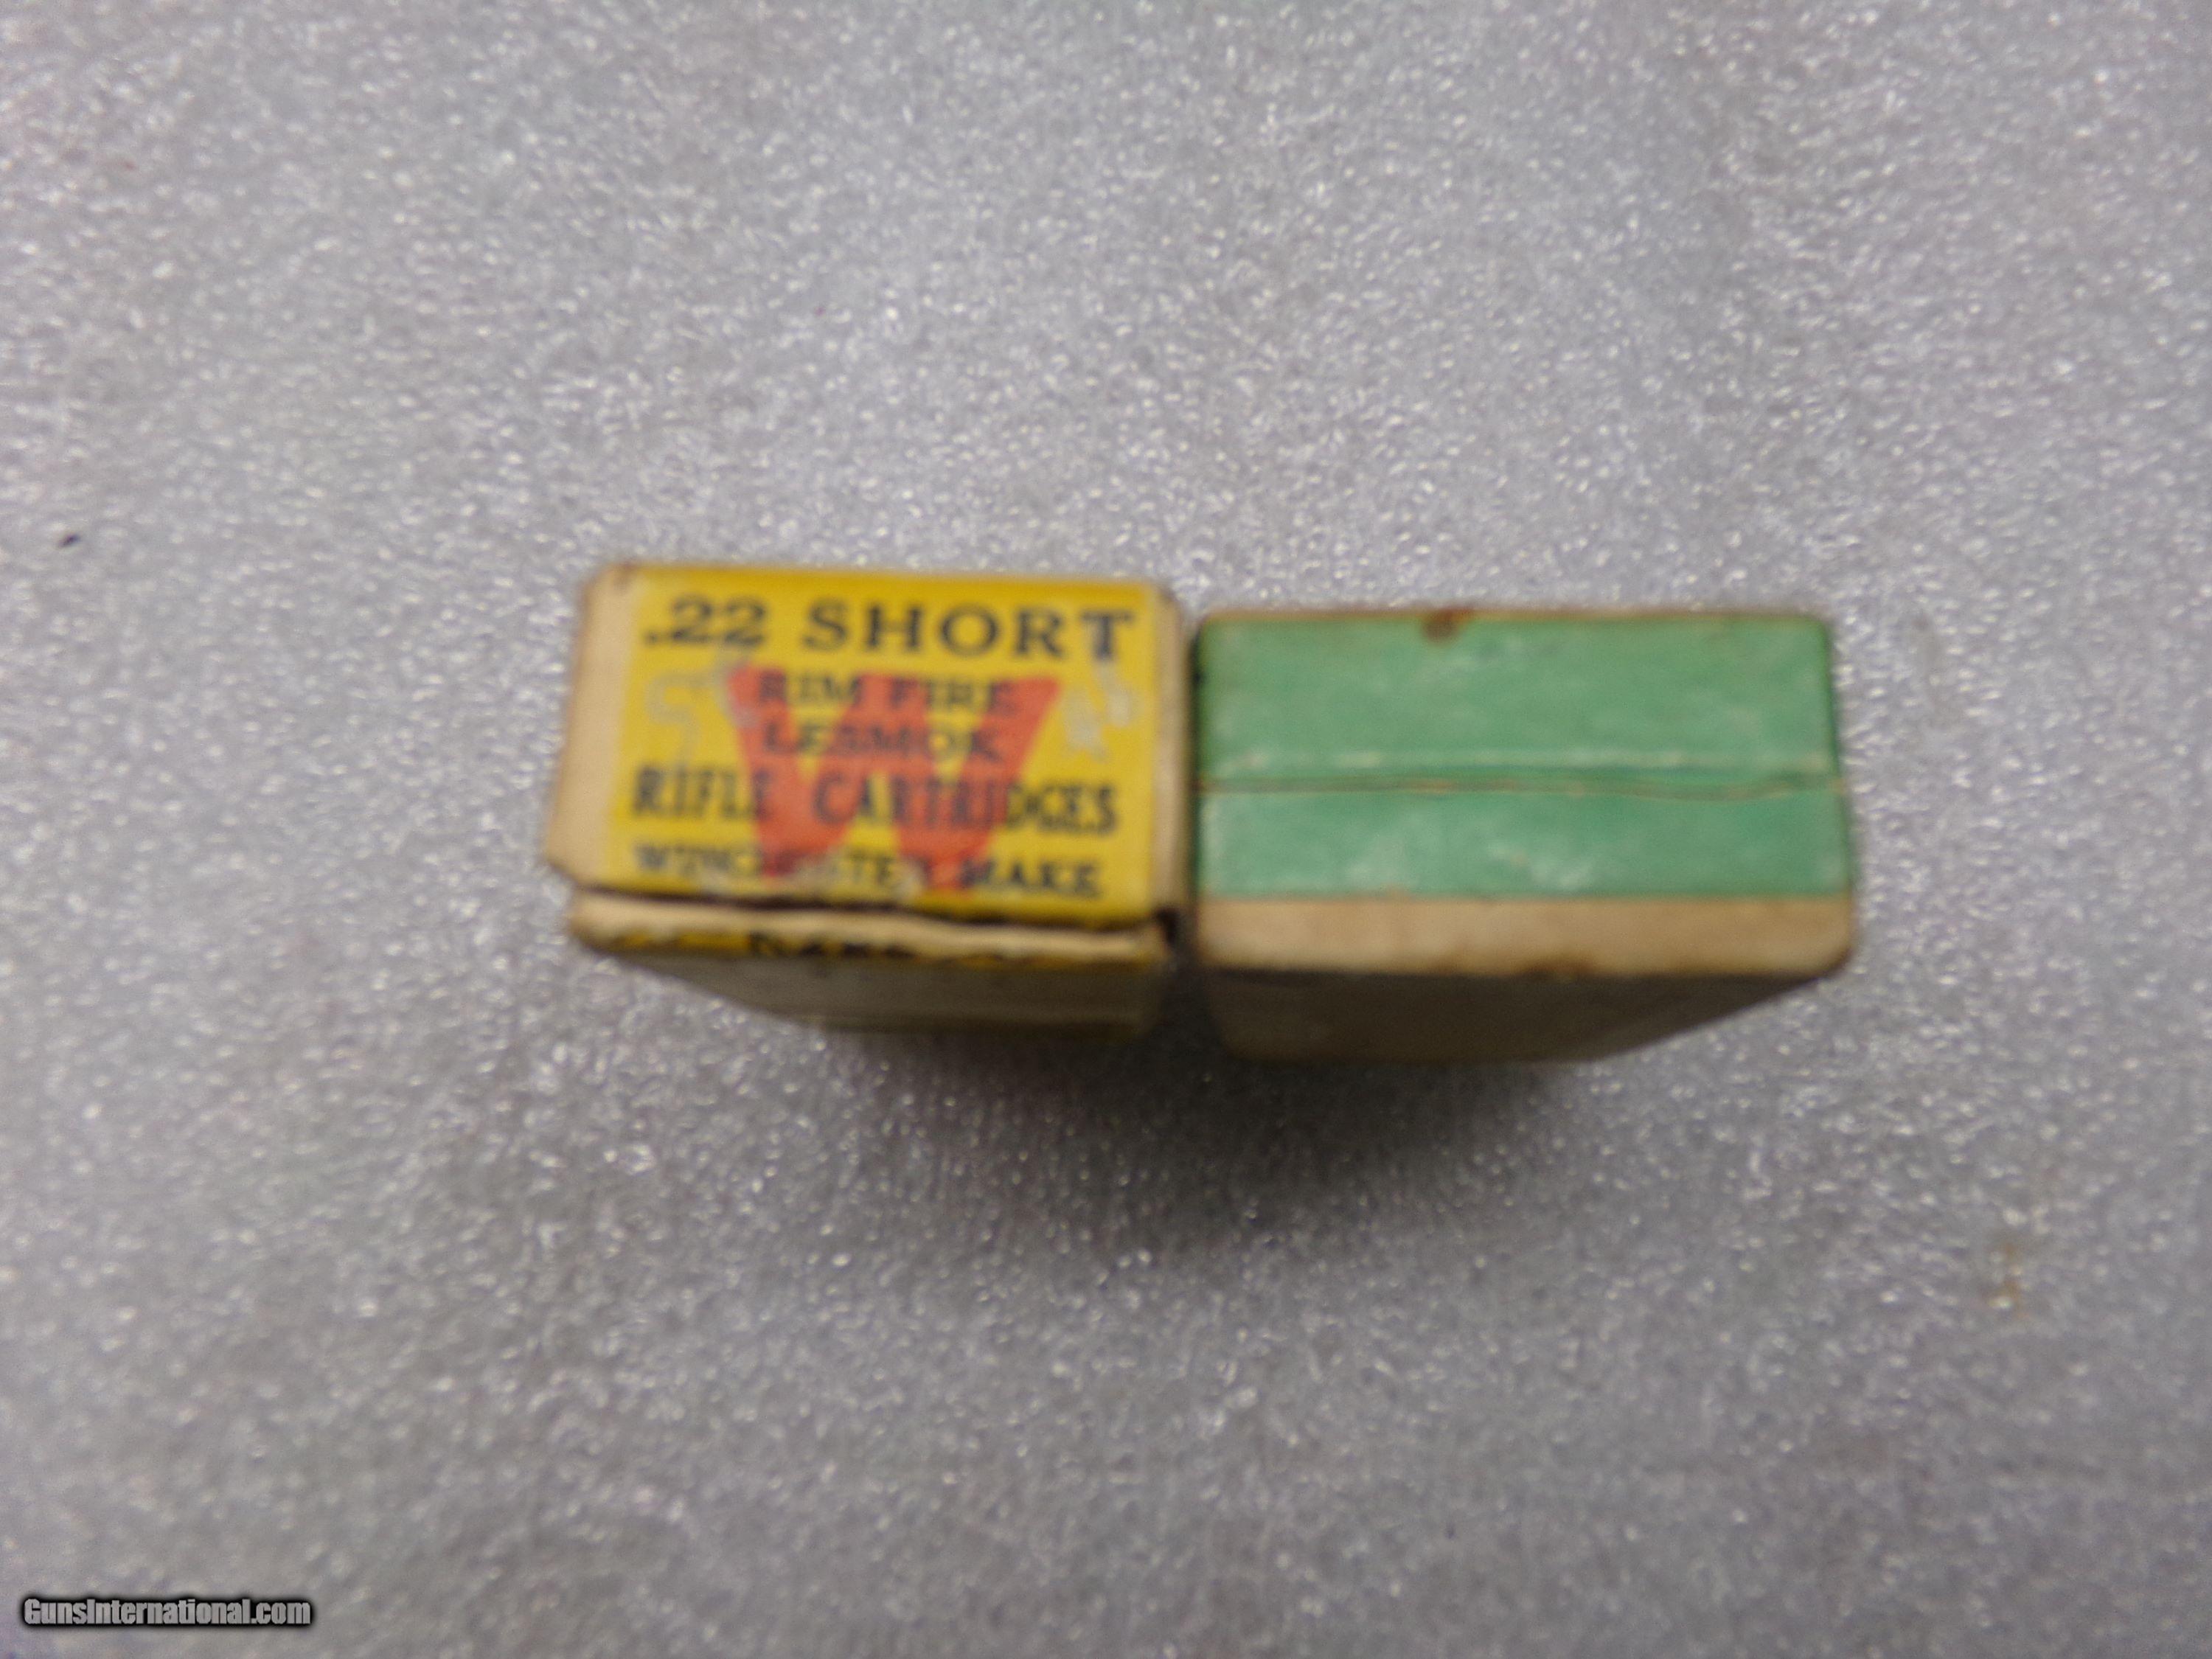 .22 SHORT
RIM FIRE
LESMOK
RIFLE CARTRIDGES
WINCHESTER MAKE
GunsInternational.com